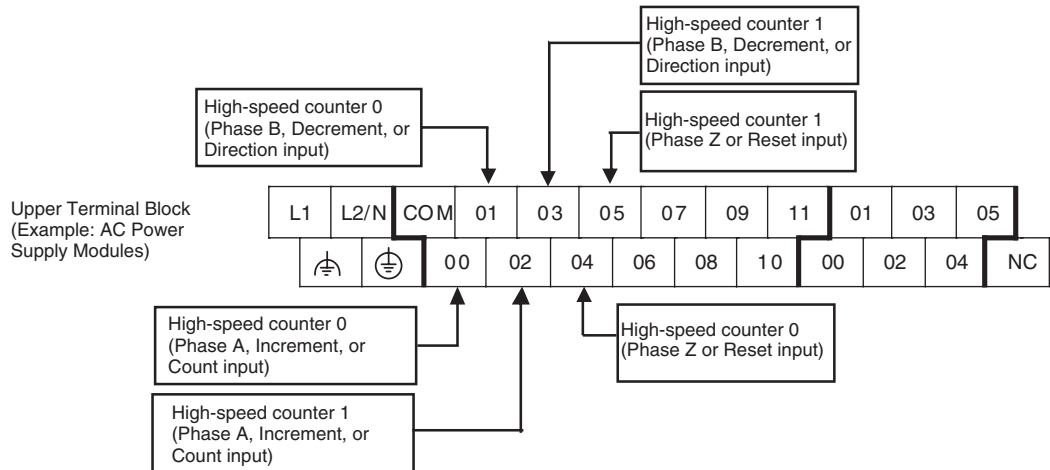 High-speed counter 1
(Phase B, Decrement, or
Direction input)
High-speed counter 0
(Phase B, Decrement, or
Direction input)
High-speed counter 1
(Phase Z or Reset input)
Upper Terminal Block
(Example: AC Power
Supply Modules)
L1 L2/N COM 01 03 05 07 09 11 01 03 05
00 02 04 06 08 10 00 02 04 NC
High-speed counter 0
(Phase A, Increment, or
Count input)
High-speed counter 0
(Phase Z or Reset input)
High-speed counter 1
(Phase A, Increment, or
Count input)